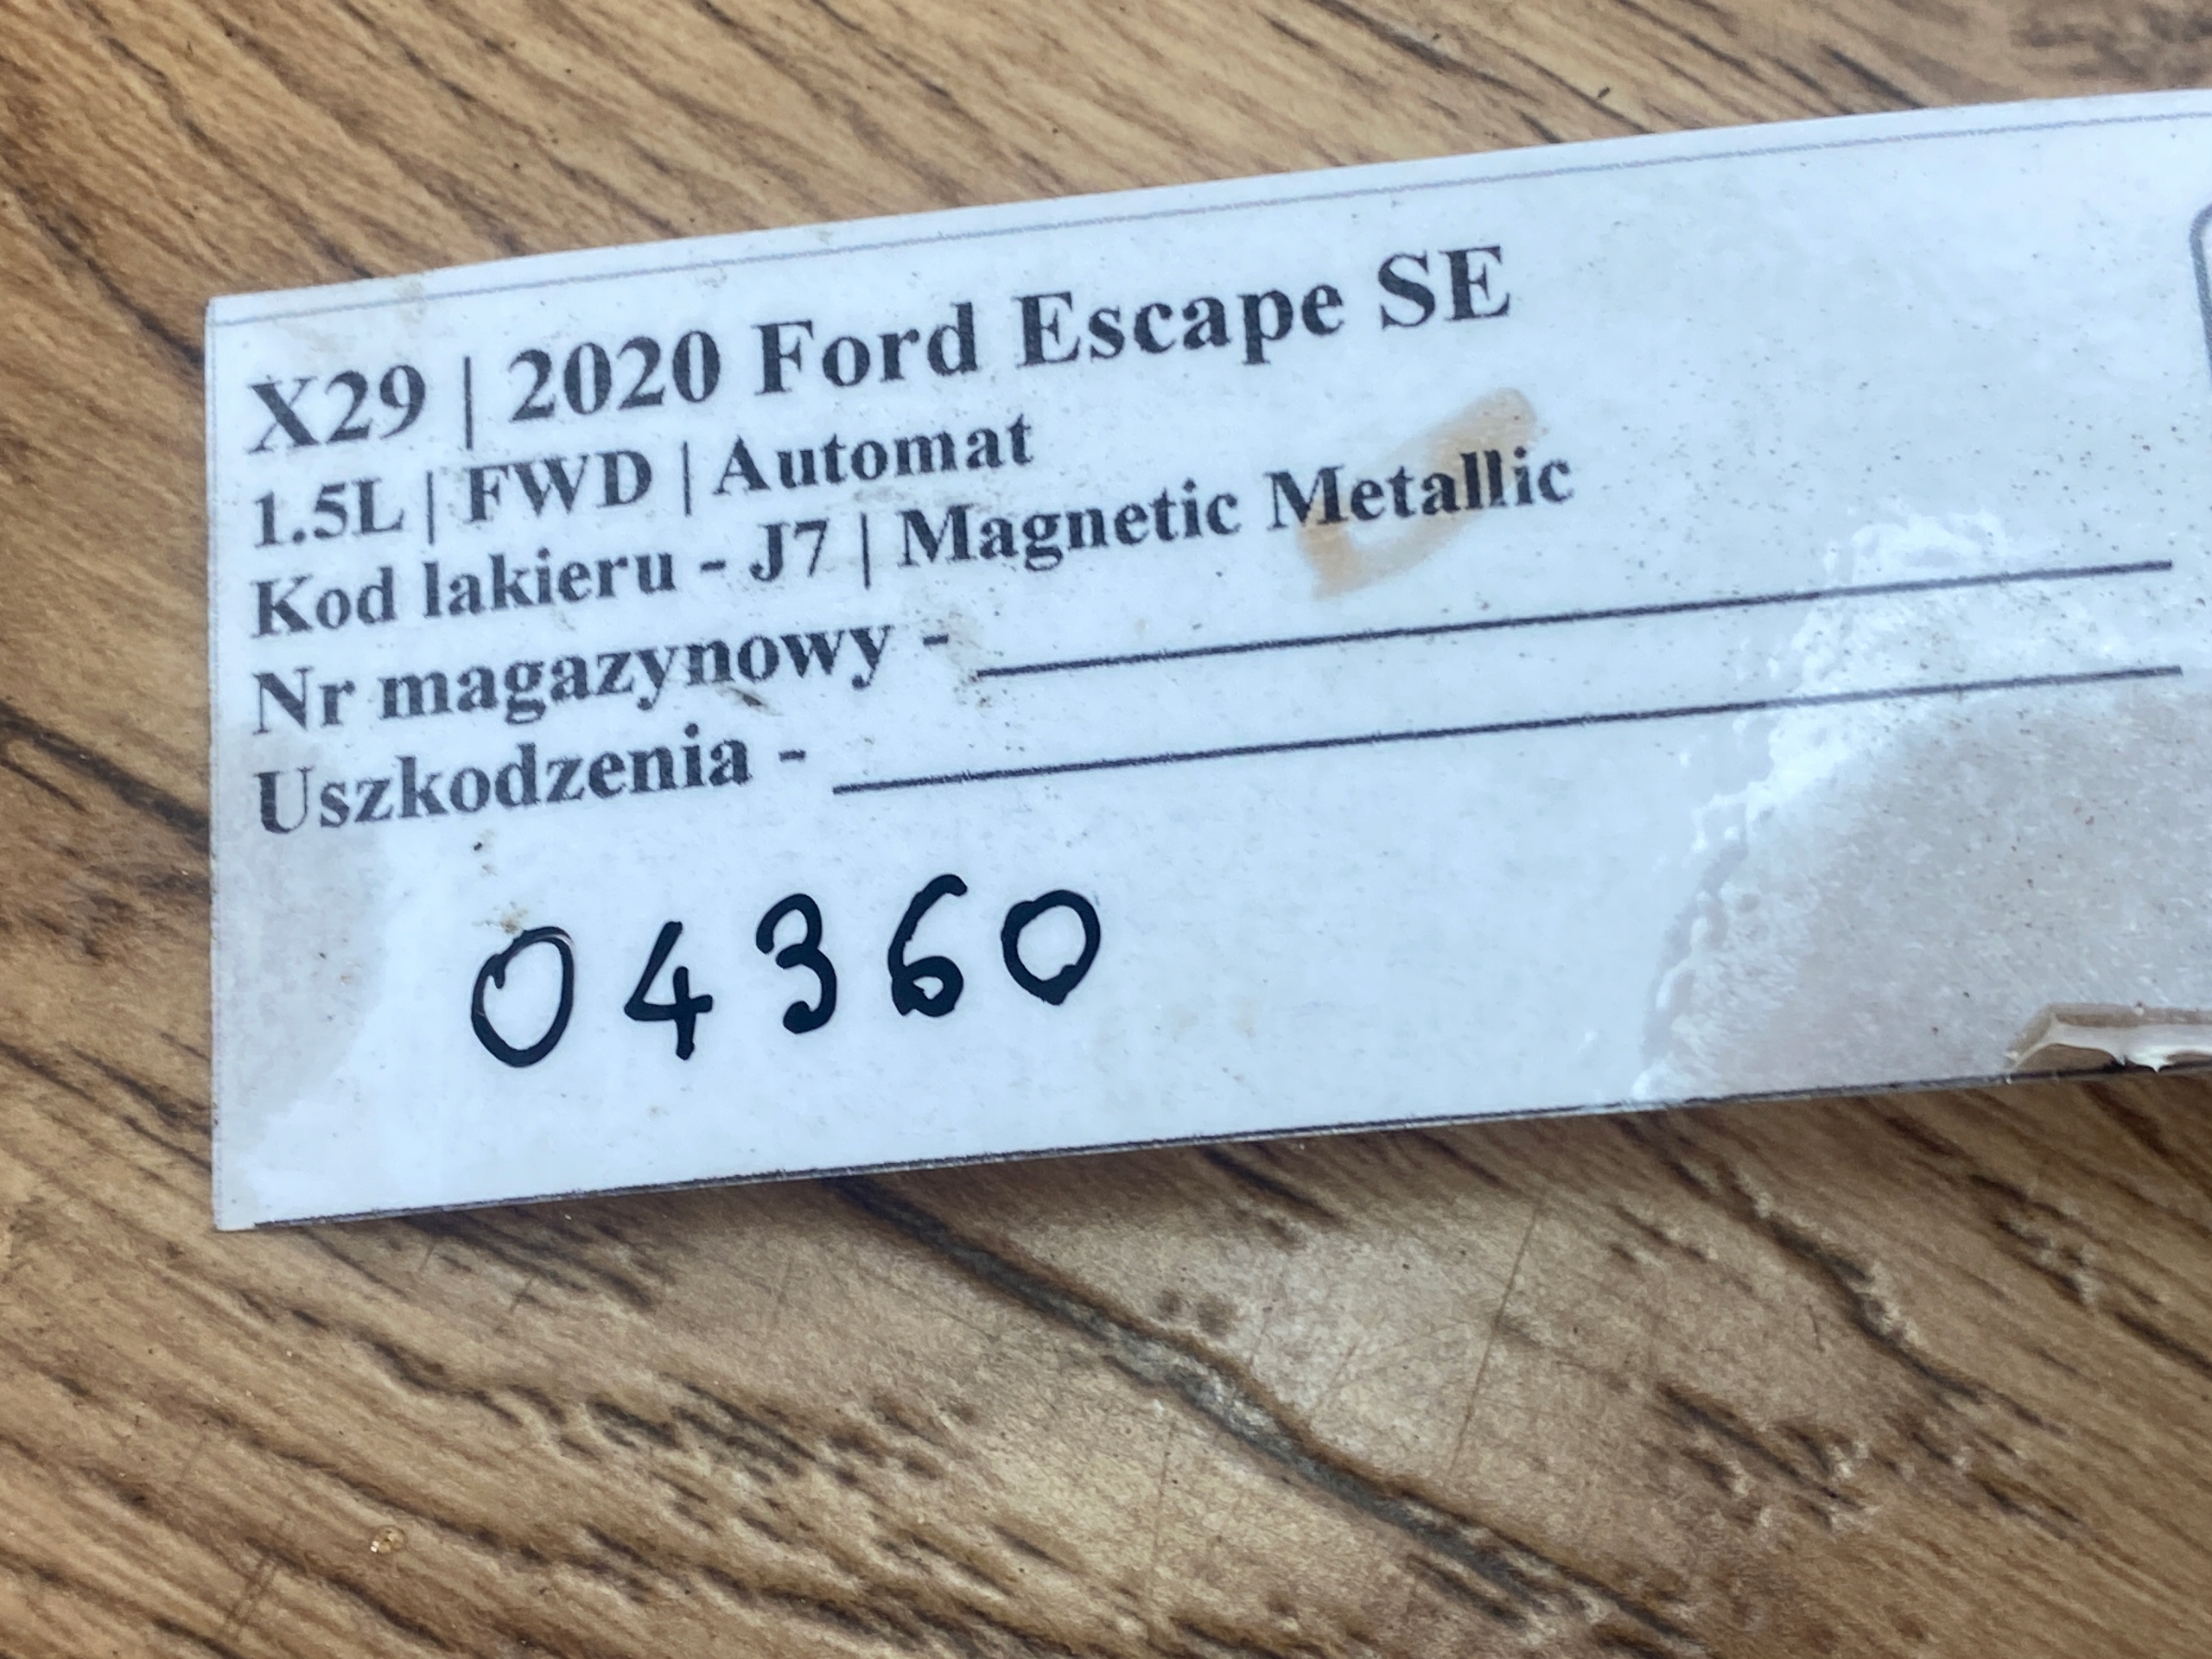 X29 | 2020 Ford Escape SE
1.5L | FWD | Automat
Kod lakieru - J7 | Magnetic Metallic
Nr magazynowy -
Uszkodzenia -
04360